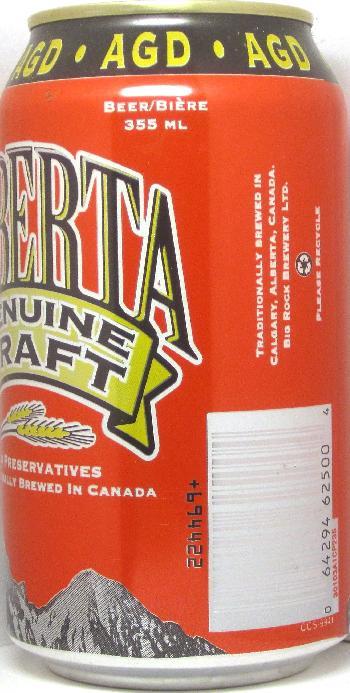 AGD • AGD • AGD
BEER/BIÈRE
355 ML
BERTA
ENUINE
RAFT
PRESERVATIVES
ALLY BREWED IN CANADA
TRADITIONALLY BREWED IN
CALGARY, ALBERTA, CANADA.
BIG ROCK BREWERY LTD.
PLEASE RECYCLE
0 64294 62500 4